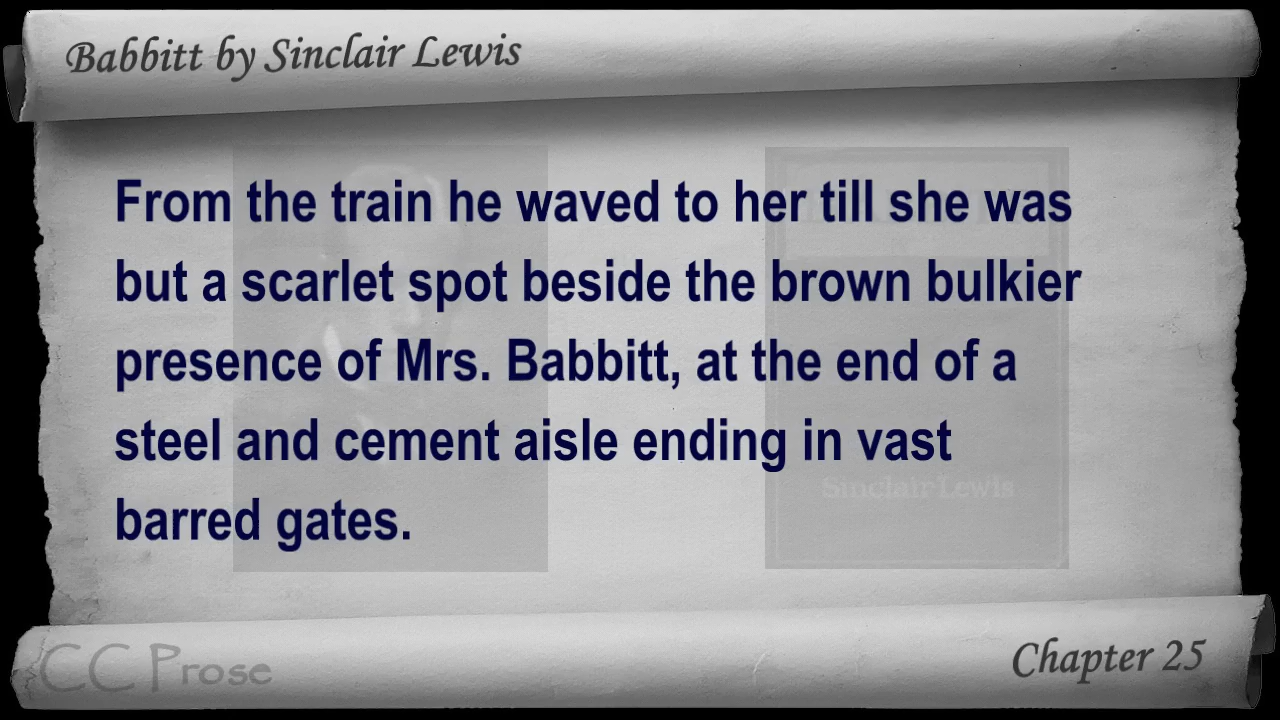 Babbitt by Sinclair Lewis
From the train he waved to her till she was
but a scarlet spot beside the brown bulkier
presence of Mrs. Babbitt, at the end of a
steel and cement aisle ending in vast
barred gates.
Sinclair Lewis
CC Prose
Chapter 25